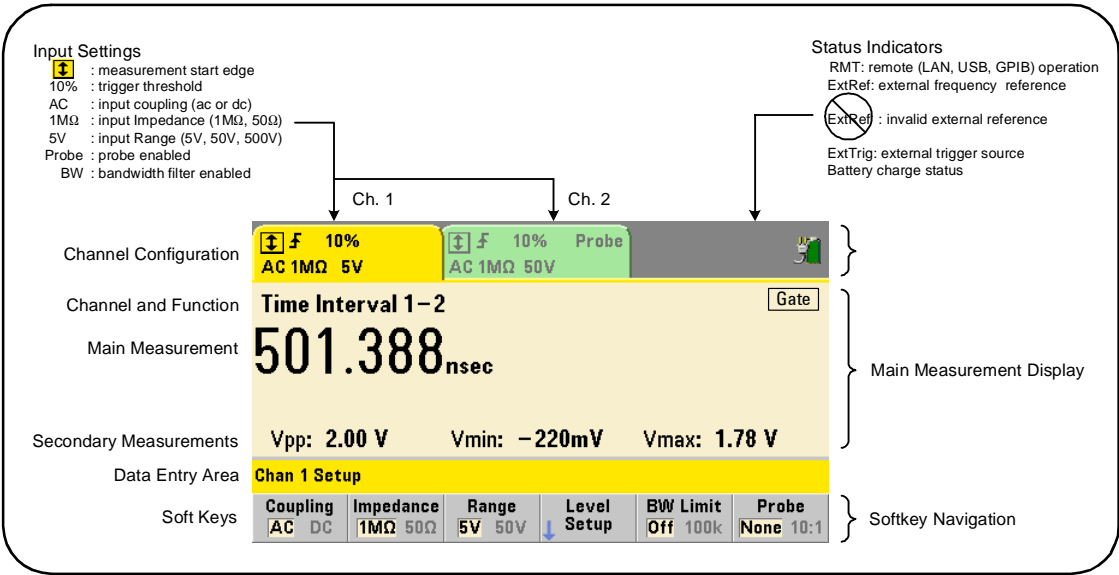 Input Settings
: measurement start edge
10% : trigger threshold
AC : input coupling (ac or dc)
1MΩ : input Impedance (1MΩ, 50Ω)
5V : input Range (5V, 50V, 500V)
Probe : probe enabled
BW : bandwidth filter enabled
Status Indicators
RMT: remote (LAN, USB, GPIB) operation
ExtRef: external frequency reference
ExtRef : invalid external reference
ExtTrig: external trigger source
Battery charge status
Ch. 1
Ch. 2
Channel Configuration
10%
AC 1MΩ 5V
10% Probe
AC 1MΩ 50V
Channel and Function
Time Interval 1-2
Gate
Main Measurement
501.388nsec
Main Measurement Display
Secondary Measurements
Vpp: 2.00 V Vmin: -220mV Vmax: 1.78 V
Data Entry Area
Chan 1 Setup
Soft Keys
Coupling Impedance Range Level BW Limit Probe
AC DC 1MΩ 50Ω 5V 50V Setup Off 100k None 10:1
Softkey Navigation